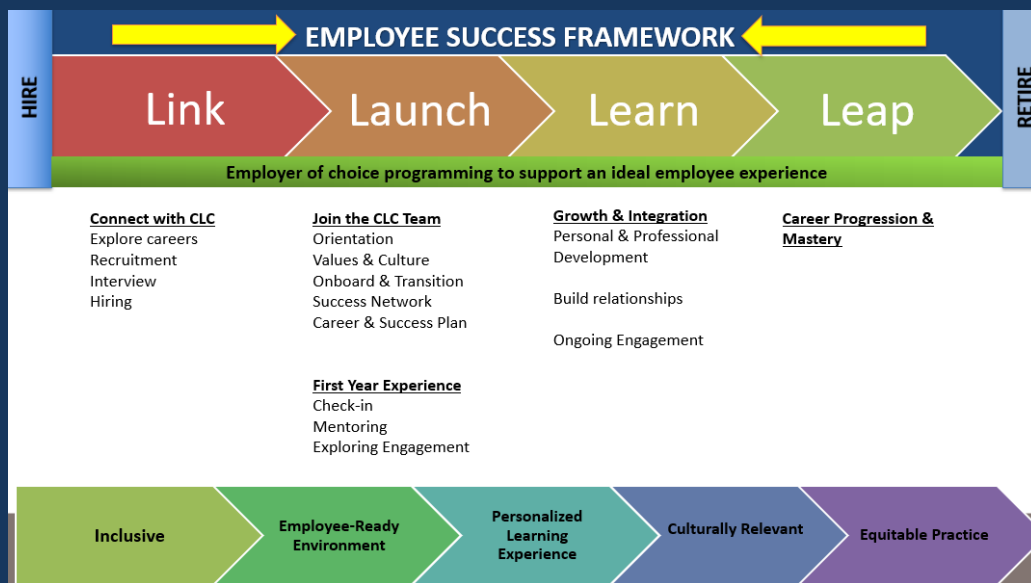 EMPLOYEE SUCCESS FRAMEWORK
HIRE
Link
Launch
Learn
Leap
RETIRE
Employer of choice programming to support an ideal employee experience
Connect with CLC
Explore careers
Recruitment
Interview
Hiring
Join the CLC Team
Orientation
Values & Culture
Onboard & Transition
Success Network
Career & Success Plan
First Year Experience
Check-in
Mentoring
Exploring Engagement
Growth & Integration
Personal & Professional
Development
Build relationships
Ongoing Engagement
Career Progression &
Mastery
Inclusive
Employee-Ready
Environment
Personalized
Learning
Experience
Culturally Relevant
Equitable Practice